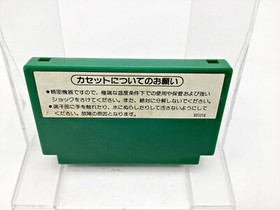 カセットについてのお願い
●精密機器ですので、極端な温度条件下での使用や保管および強い
ショックをさけてください。また、絶対に分解しないでください。
●端子部に手を触れたり、水にぬらしたりして汚さないようにして
ください。故障の原因となります。